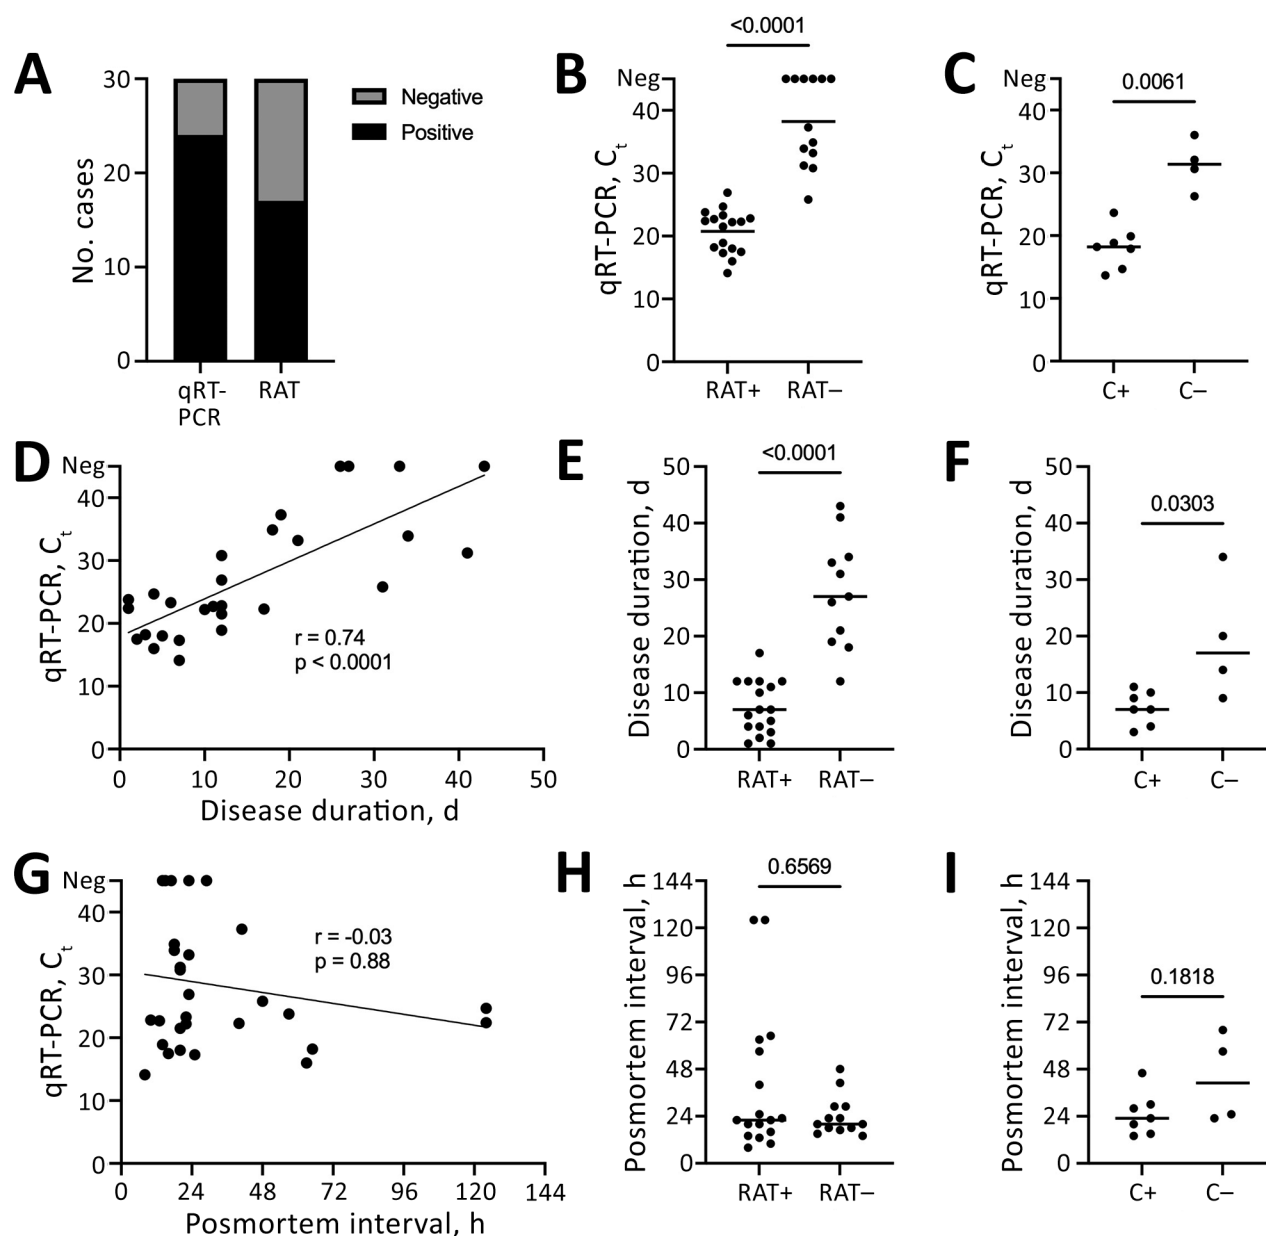 A
30
20
10
0
No. cases
qRT-
PCR
RAT
Negative
Positive
B
<0.0001
Neg
40
30
20
10
0
qRT-PCR, Ct
RAT+
RAT–
C
0.0061
Neg
40
30
20
10
0
qRT-PCR, Ct
C+
C–
D
Neg
40
30
20
10
0
qRT-PCR, Ct
r = 0.74
p < 0.0001
0 10 20 30 40 50
Disease duration, d
E
<0.0001
50
40
30
20
10
0
Disease duration, d
RAT+
RAT–
F
0.0303
50
40
30
20
10
0
Disease duration, d
C+
C–
G
Neg
40
30
20
10
0
qRT-PCR, Ct
r = -0.03
p = 0.88
0 24 48 72 96 120 144
Posmortem interval, h
H
0.6569
144
120
96
72
48
24
0
Posmortem interval, h
RAT+
RAT–
I
0.1818
144
120
96
72
48
24
0
Posmortem interval, h
C+
C–